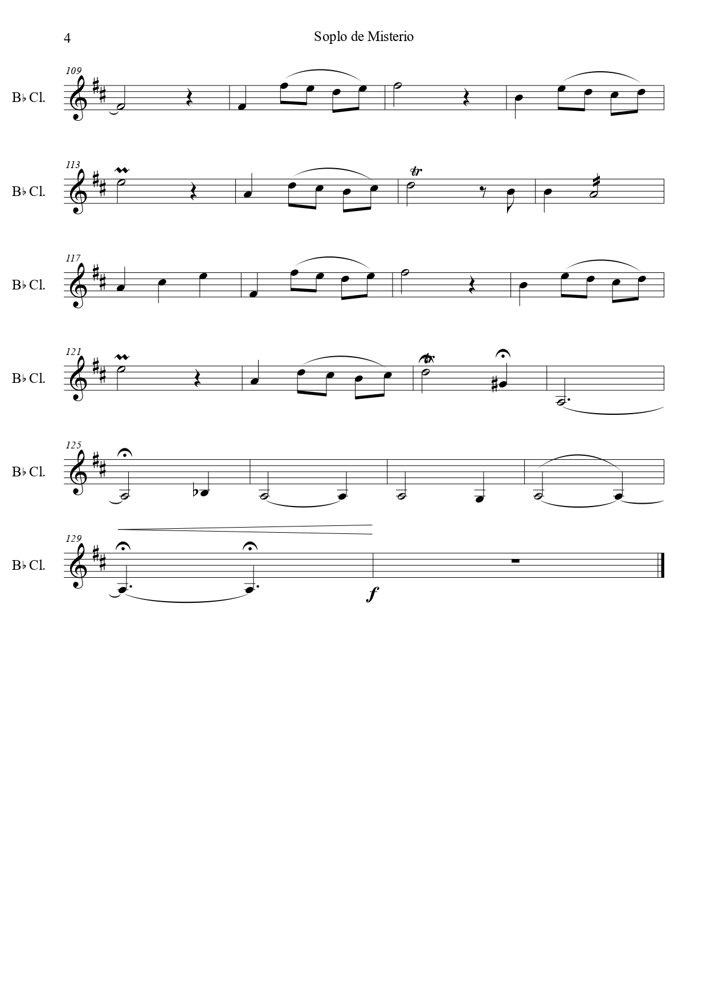 4
Soplo de Misterio
109
B♭ Cl.
113
B♭ Cl.
tr
117
B♭ Cl.
121
B♭ Cl.
tr
125
B♭ Cl.
129
B♭ Cl.
f